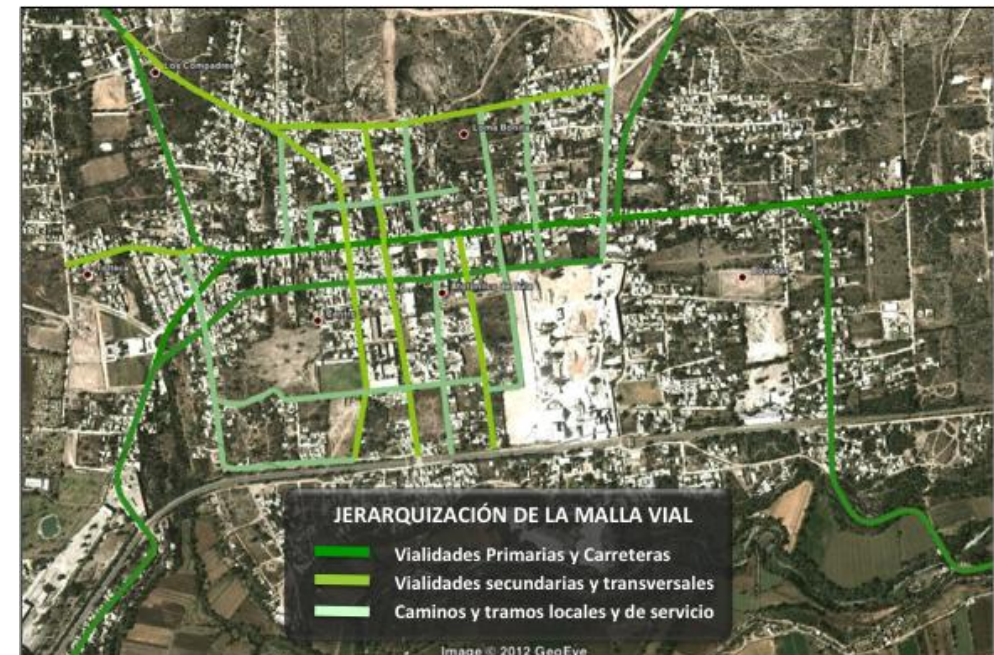 Los Compadres
Loma Bonita
JERARQUIZACIÓN DE LA MALLA VIAL
Vialidades Primarias y Carreteras
Vialidades secundarias y transversales
Caminos y tramos locales y de servicio
Image © 2012 GeoEye